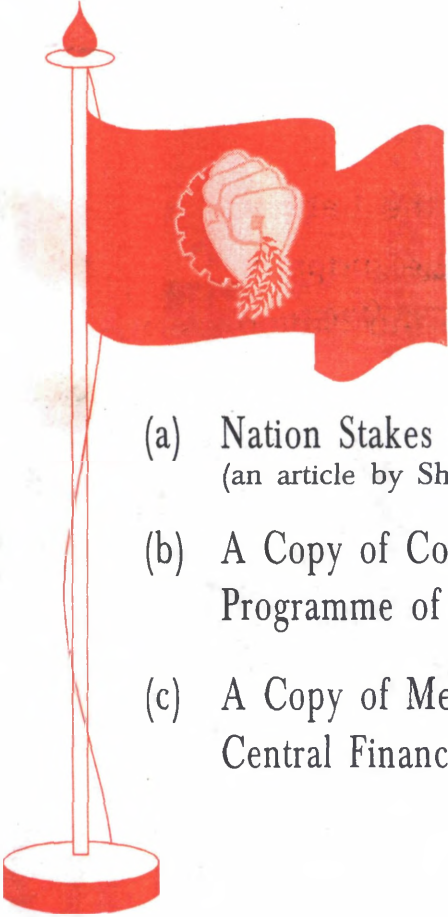 (a) Nation Stakes
(an article by Sh
(b) A Copy of Co
Programme of
(c) A Copy of Me
Central Financ